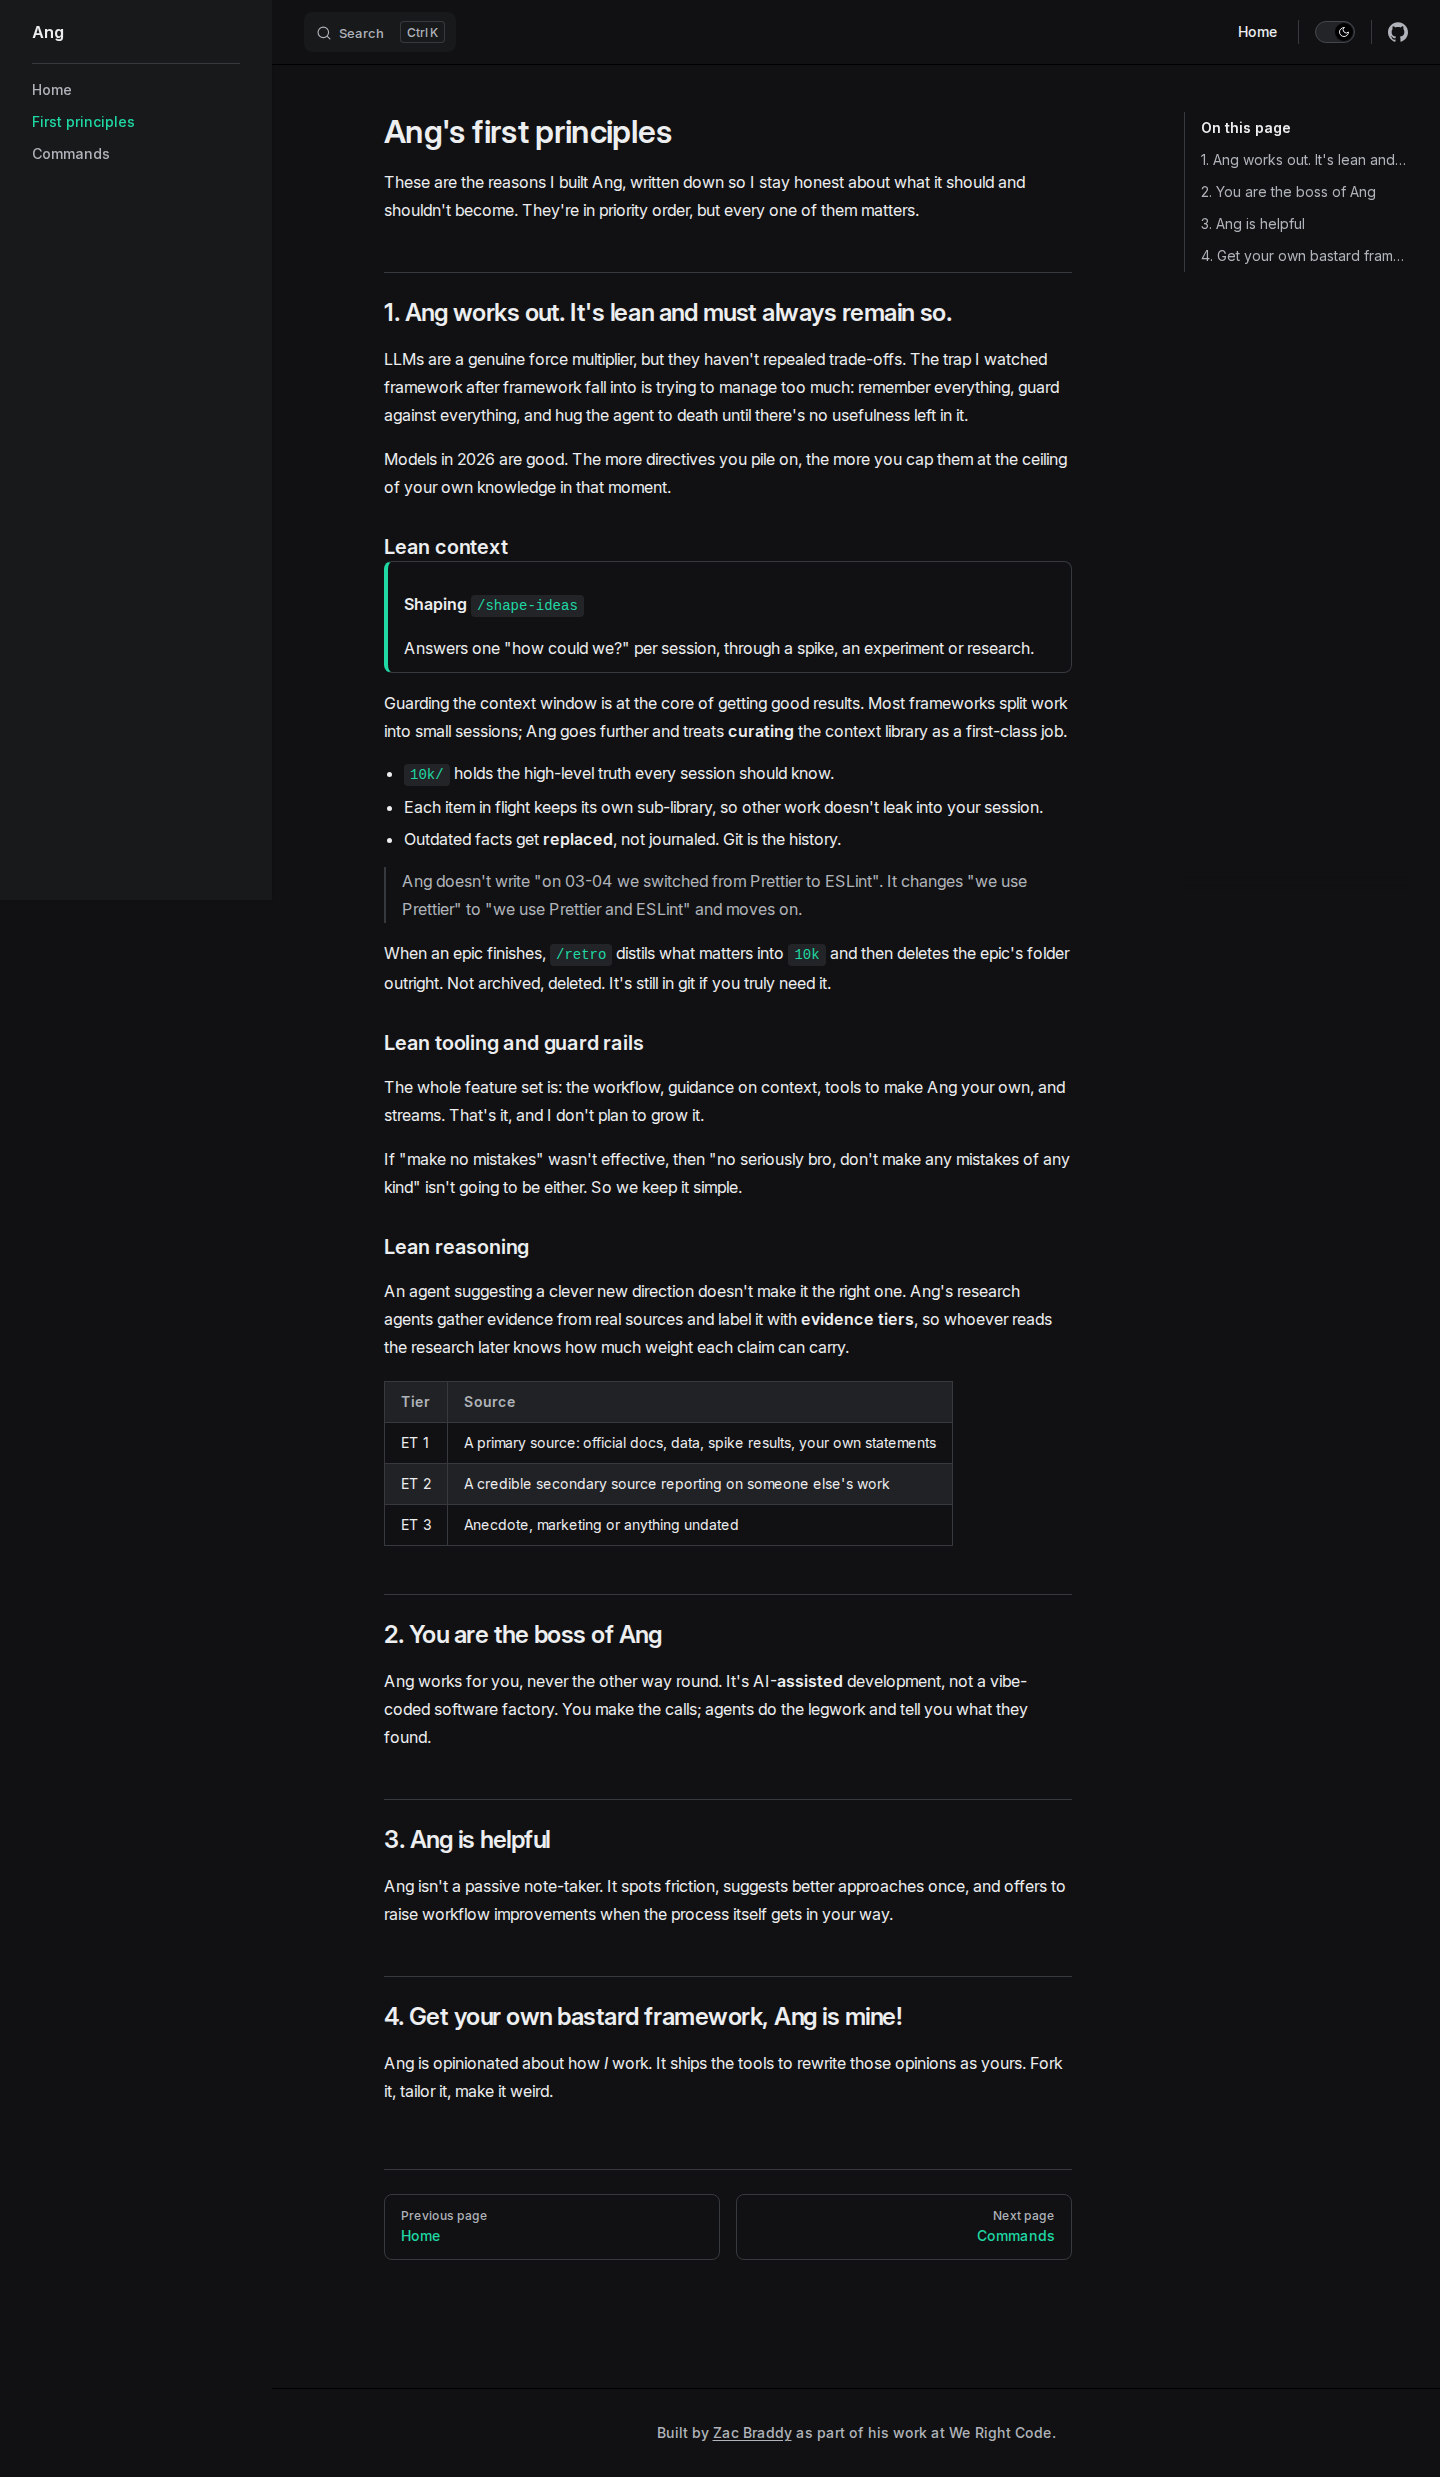 Ang
Home
First principles
Commands
Search
Ctrl K
Home
Ang's first principles
These are the reasons I built Ang, written down so I stay honest about what it should and
shouldn't become. They're in priority order, but every one of them matters.
On this page
1. Ang works out. It's lean and...
2. You are the boss of Ang
3. Ang is helpful
4. Get your own bastard fram...
1. Ang works out. It's lean and must always remain so.
LLMs are a genuine force multiplier, but they haven't repealed trade-offs. The trap I watched
framework after framework fall into is trying to manage too much: remember everything, guard
against everything, and hug the agent to death until there's no usefulness left in it.
Models in 2026 are good. The more directives you pile on, the more you cap them at the ceiling
of your own knowledge in that moment.
Lean context
Shaping /shape-ideas
Answers one "how could we?" per session, through a spike, an experiment or research.
Guarding the context window is at the core of getting good results. Most frameworks split work
into small sessions; Ang goes further and treats curating the context library as a first-class job.
• 10k/ holds the high-level truth every session should know.
• Each item in flight keeps its own sub-library, so other work doesn't leak into your session.
• Outdated facts get replaced, not journaled. Git is the history.
Ang doesn't write "on 03-04 we switched from Prettier to ESLint". It changes "we use
Prettier" to "we use Prettier and ESLint" and moves on.
When an epic finishes, /retro distils what matters into 10k and then deletes the epic's folder
outright. Not archived, deleted. It's still in git if you truly need it.
Lean tooling and guard rails
The whole feature set is: the workflow, guidance on context, tools to make Ang your own, and
streams. That's it, and I don't plan to grow it.
If "make no mistakes" wasn't effective, then "no seriously bro, don't make any mistakes of any
kind" isn't going to be either. So we keep it simple.
Lean reasoning
An agent suggesting a clever new direction doesn't make it the right one. Ang's research
agents gather evidence from real sources and label it with evidence tiers, so whoever reads
the research later knows how much weight each claim can carry.
Tier Source
ET 1 A primary source: official docs, data, spike results, your own statements
ET 2 A credible secondary source reporting on someone else's work
ET 3 Anecdote, marketing or anything undated
2. You are the boss of Ang
Ang works for you, never the other way round. It's AI-assisted development, not a vibe-
coded software factory. You make the calls; agents do the legwork and tell you what they
found.
3. Ang is helpful
Ang isn't a passive note-taker. It spots friction, suggests better approaches once, and offers to
raise workflow improvements when the process itself gets in your way.
4. Get your own bastard framework, Ang is mine!
Ang is opinionated about how I work. It ships the tools to rewrite those opinions as yours. Fork
it, tailor it, make it weird.
Previous page
Home
Next page
Commands
Built by Zac Braddy as part of his work at We Right Code.